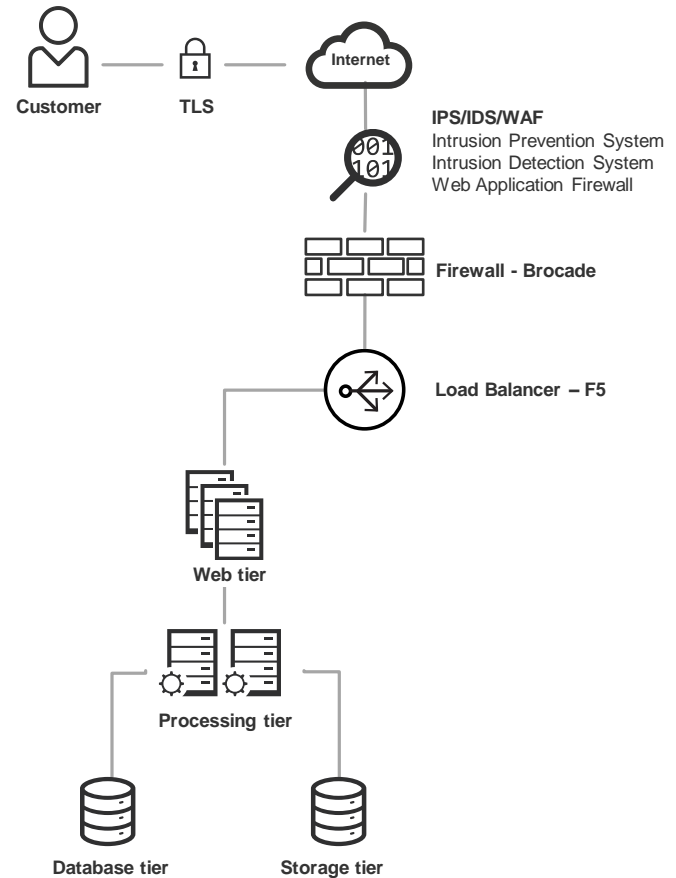 Internet
Customer
TLS
IPS/IDS/WAF
Intrusion Prevention System
Intrusion Detection System
Web Application Firewall
001
101
Firewall - Brocade
Load Balancer – F5
Web tier
Processing tier
Database tier
Storage tier